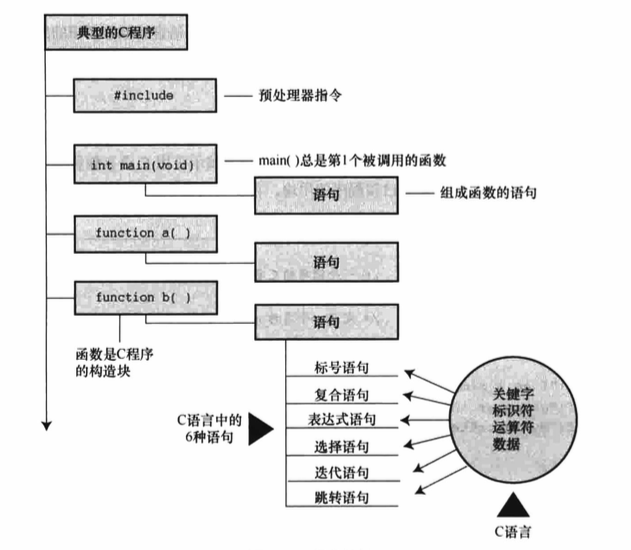 典型的C程序
#include
预处理器指令
int main(void)
main( )总是第1个被调用的函数
语句
组成函数的语句
function a( )
语句
function b( )
语句
函数是C程序
的构造块
标号语句
复合语句
表达式语句
选择语句
迭代语句
跳转语句
C语言中的
6种语句
关键字
标识符
运算符
数据
C语言